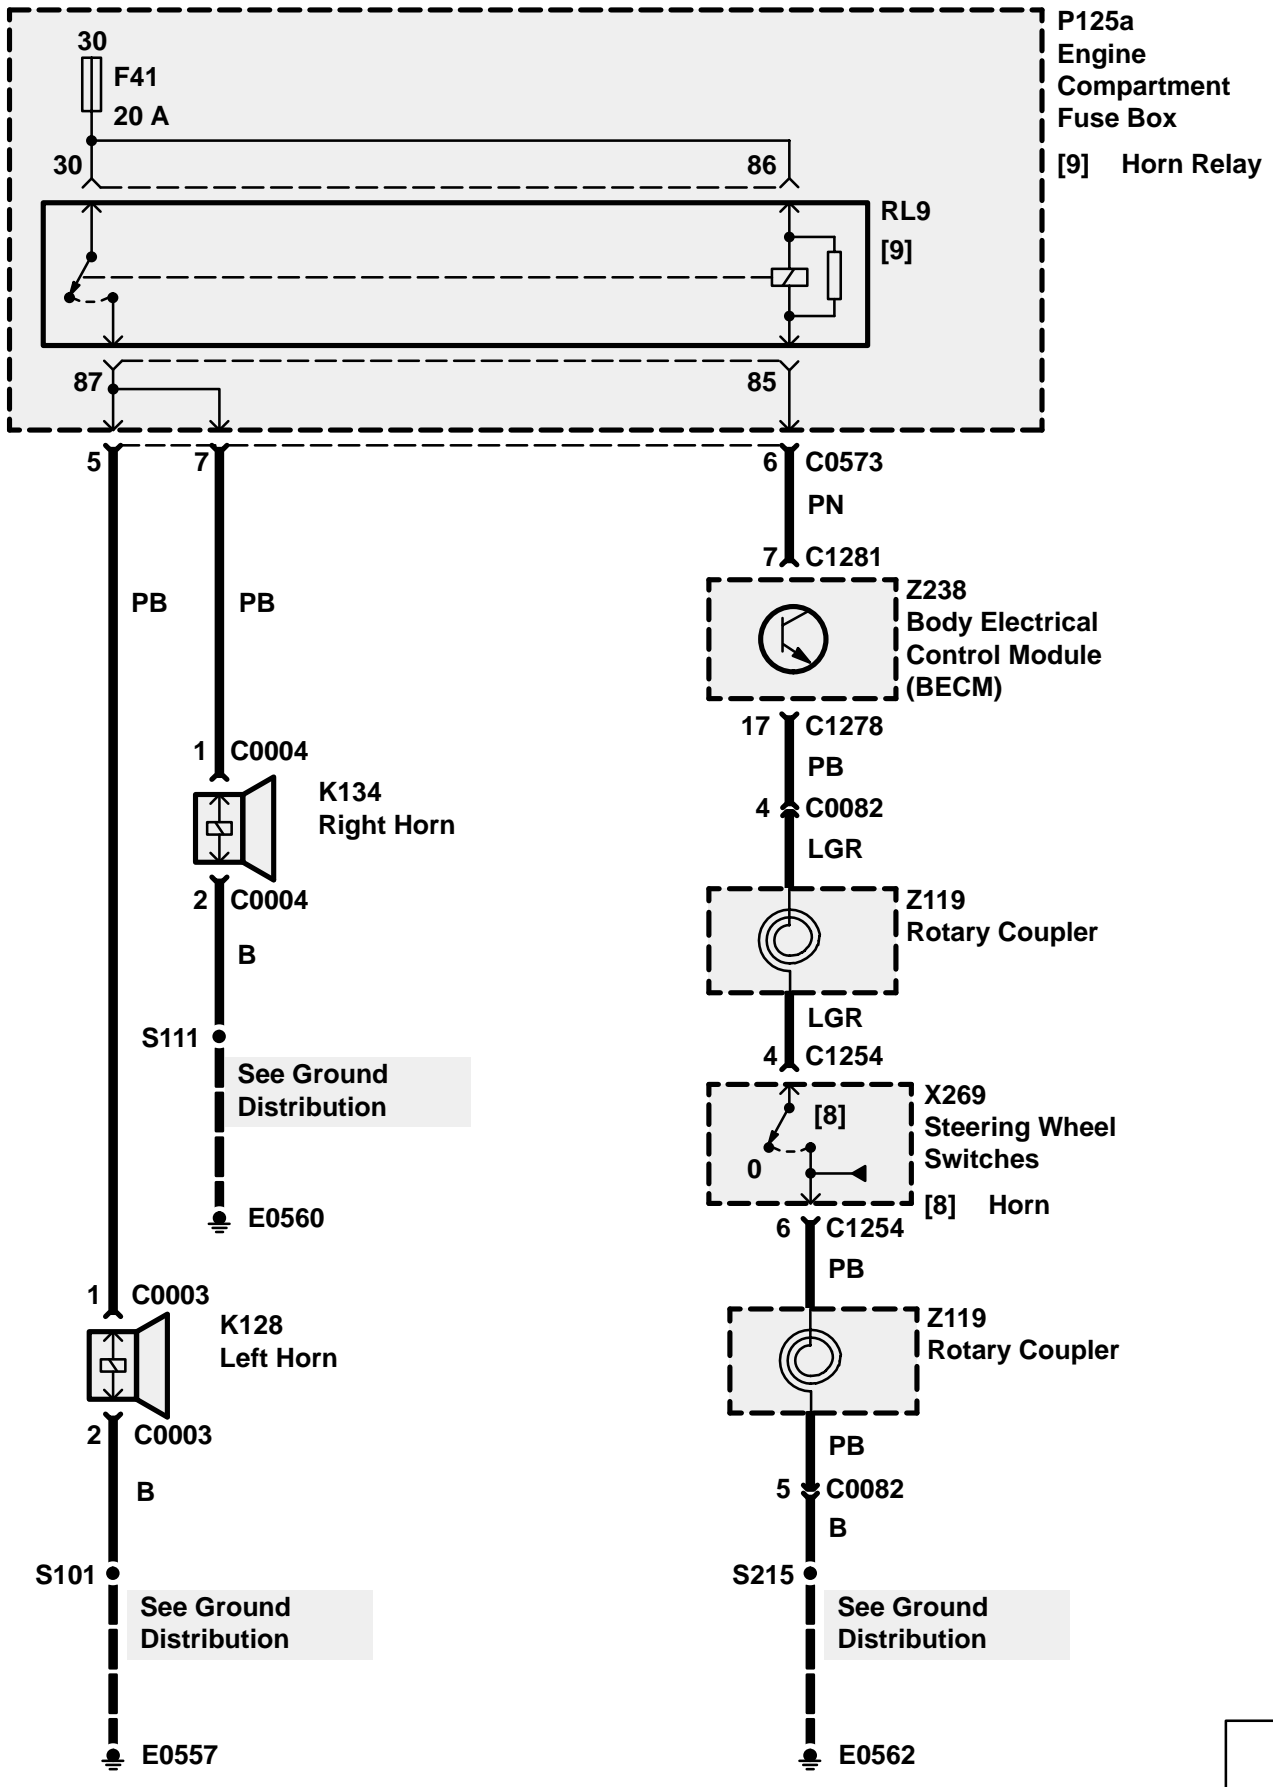 P125a
Engine
Compartment
Fuse Box
[9] Horn Relay
30
F41
20 A
30
86
RL9
[9]
87
85
5
7
6 C0573
PN
7 C1281
PB
PB
Z238
Body Electrical
Control Module
(BECM)
17 C1278
PB
1 C0004
K134
Right Horn
4 C0082
LGR
2 C0004
B
Z119
Rotary Coupler
LGR
S111
4 C1254
See Ground
Distribution
X269
Steering Wheel
Switches
[8]
0
[8] Horn
E0560
6 C1254
PB
1 C0003
K128
Left Horn
Z119
Rotary Coupler
2 C0003
PB
B
5 C0082
B
S101
S215
See Ground
Distribution
See Ground
Distribution
E0557
E0562